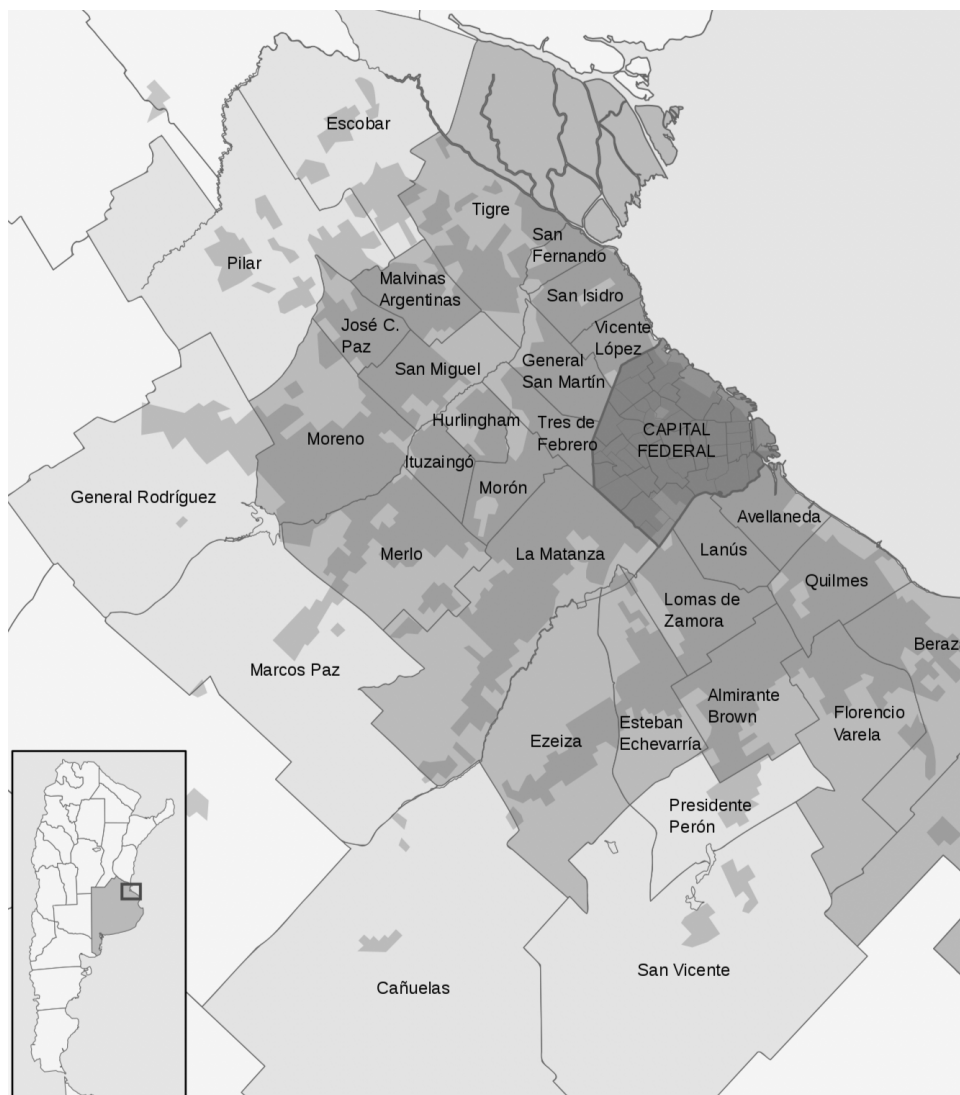 Escobar
Tigre
San
Fernando
Pilar
Malvinas
Argentinas
San Isidro
José C.
Paz
Vicente
López
San Miguel
General
San Martín
Hurlingham
Tres de
Febrero
CAPITAL
FEDERAL
Moreno
Ituzaingó
Morón
General Rodríguez
Avellaneda
Merlo
La Matanza
Lanús
Quilmes
Lomas de
Zamora
Beraz
Marcos Paz
Almirante
Brown
Florencio
Varela
Ezeiza
Esteban
Echevarría
Presidente
Perón
San Vicente
Cañuelas